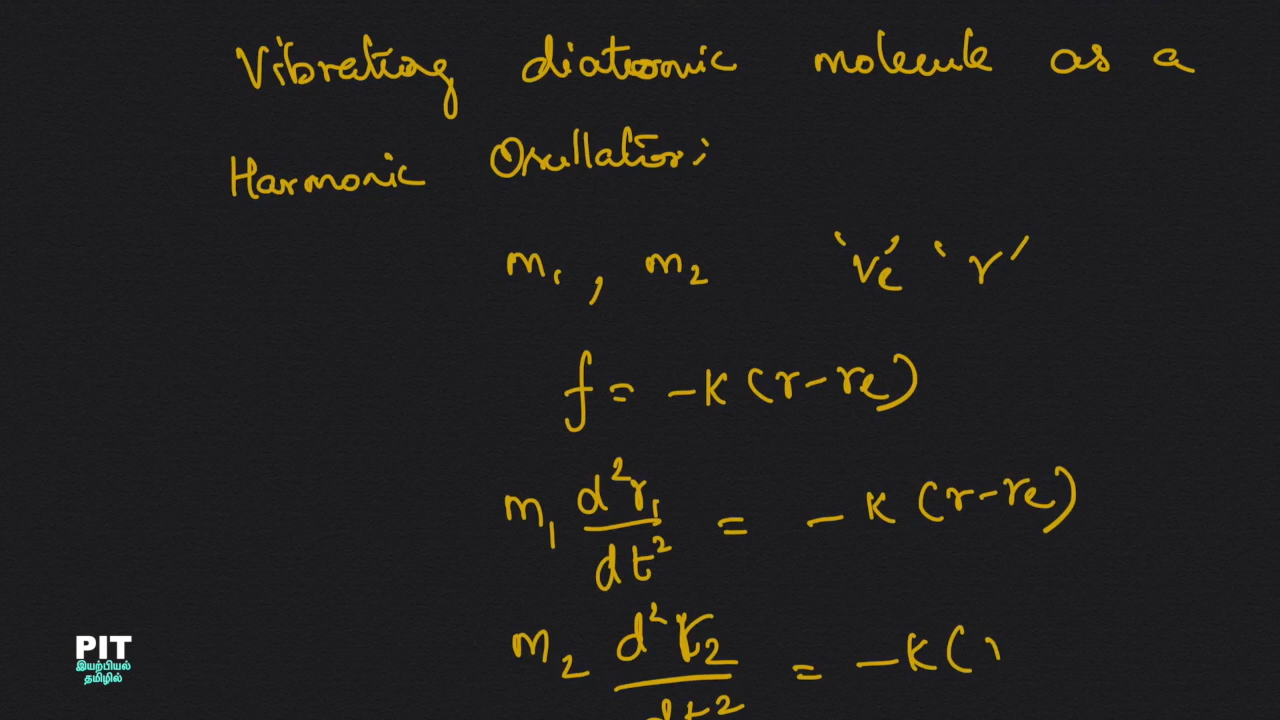 Vibrating diatomic molecule as a
Harmonic Oscillator:
m₁, m₂ 're' 'r'
f = -K(r-re)
m₁ d²r₁/dt² = -K(r-re)
m₂ d²r₂/dt² = -K(
PIT
இயற்பியல்
தமிழில்